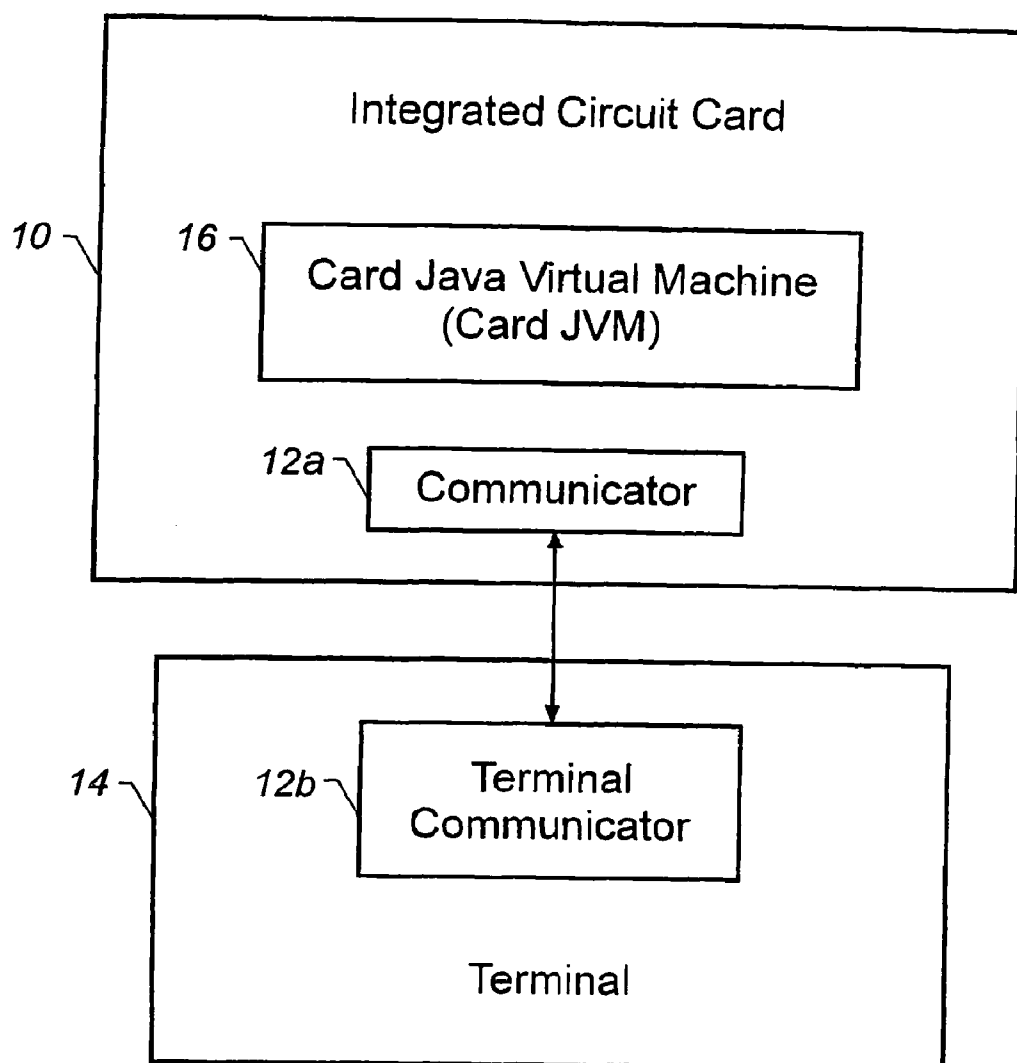 Integrated Circuit Card
10
16
Card Java Virtual Machine
(Card JVM)
12a
Communicator
14
12b
Terminal
Communicator
Terminal